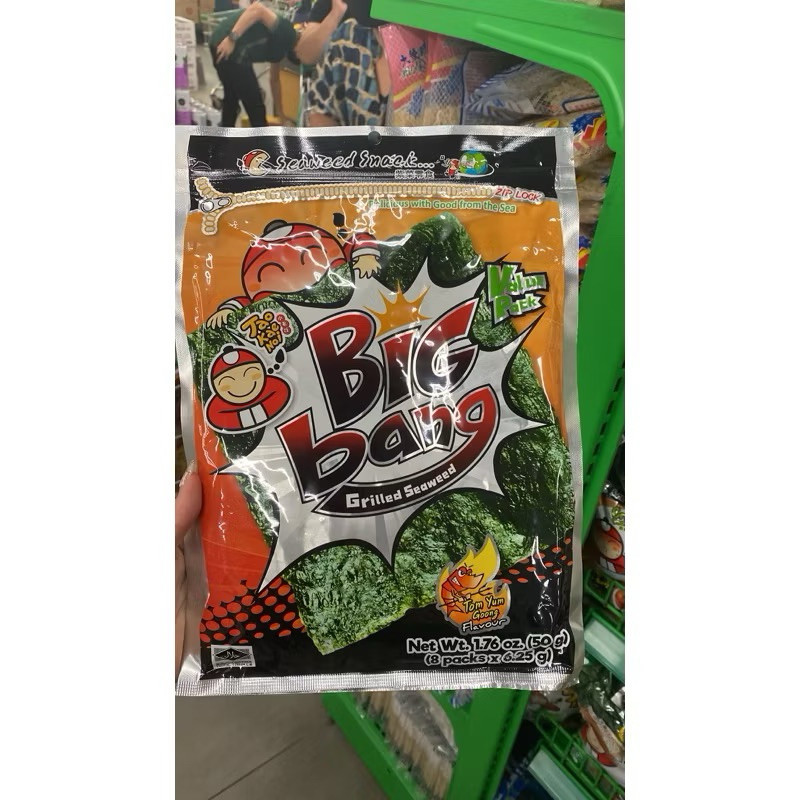 Seaweed Snack...
ZIP LOCK
Delicious with Good from the Sea
Value
Pack
Tao
Kae
Noi
BIG
bang
Grilled Seaweed
Tom Yum
Goong
Flavour
Net Wt. 1.76 oz. (50 g)
(8 packs x 6.25 g)